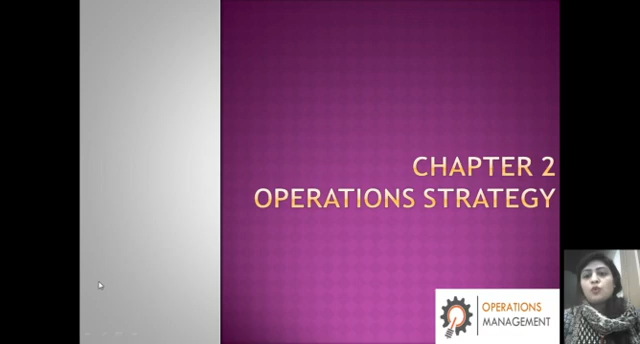 CHAPTER 2
OPERATIONS STRATEGY
OPERATIONS
MANAGEMENT